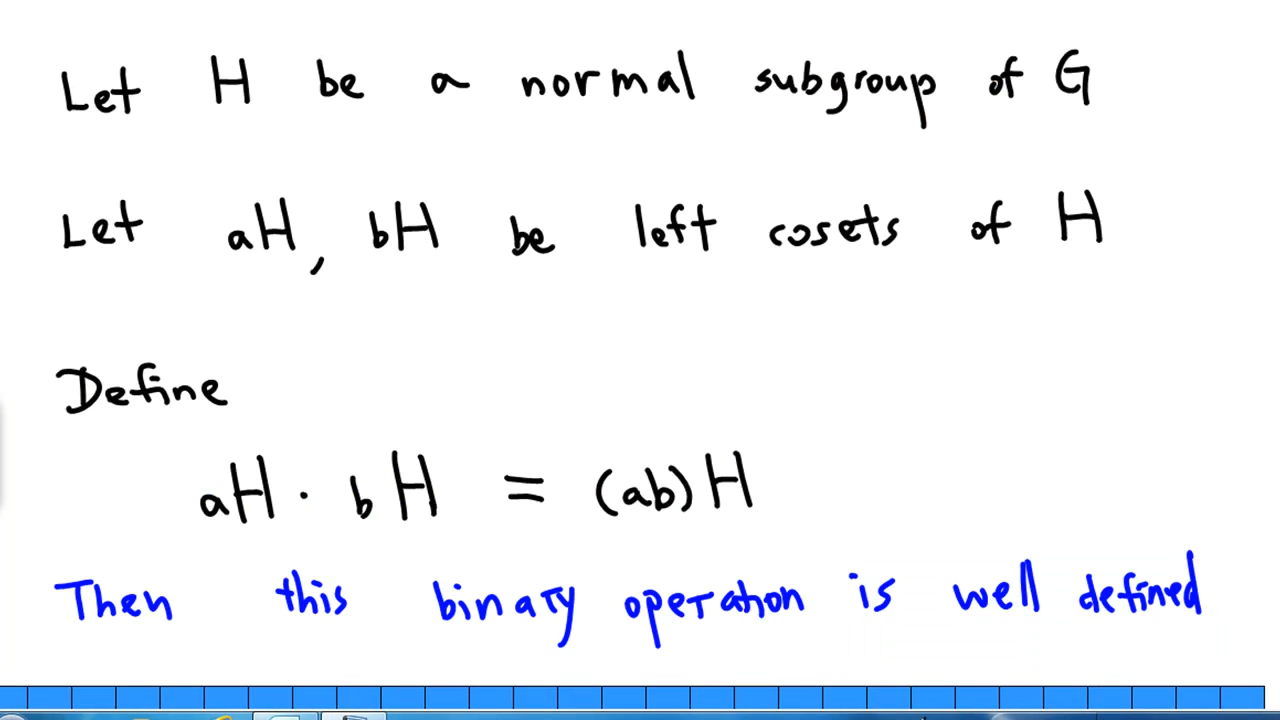 Let H be a normal subgroup of G
Let aH, bH be left cosets of H
Define
aH · bH = (ab)H
Then this binary operation is well defined